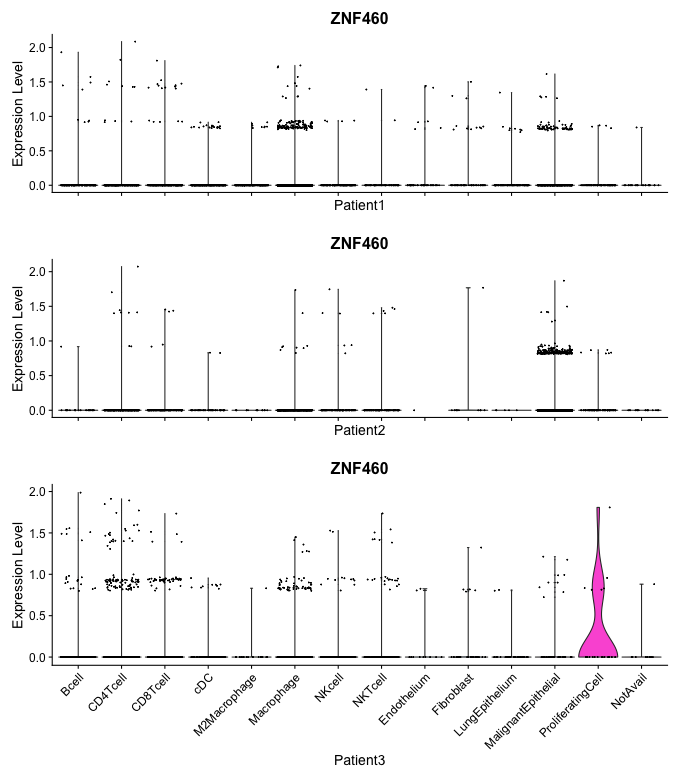 ZNF460
Expression Level
2.0
1.5
1.0
0.5
0.0
Patient1
ZNF460
Expression Level
2.0
1.5
1.0
0.5
0.0
Patient2
ZNF460
Expression Level
2.0
1.5
1.0
0.5
0.0
Bcell
CD4Tcell
CD8Tcell
cDC
M2Macrophage
Macrophage
NKcell
NKTcell
Endothelium
Fibroblast
LungEpithelium
MalignantEpithelial
ProliferatingCell
NotAvail
Patient3